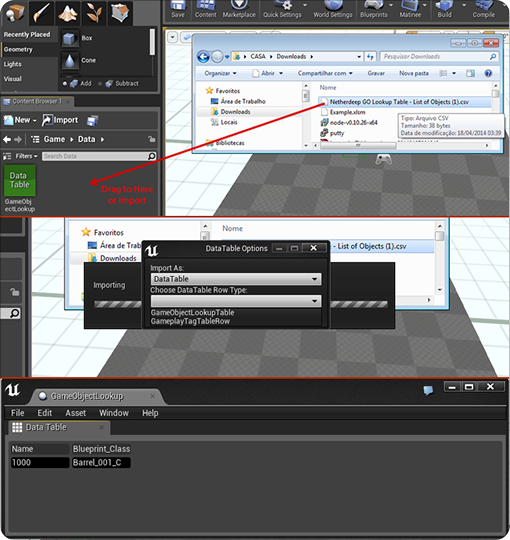 Save Content Marketplace Quick Settings World Settings Blueprints Matinee Build Compile
Recently Placed
Geometry
Lights
Visual
Box
Cone
Add Subtract
Content Browser 1
New Import
Game Data
Filters Search Data
Data
Table
GameObj
ectLookup
CASA Downloads Pesquisar Downloads
Organizar Abrir Compartilhar com Gravar Nova pasta
Favoritos
Área de Trabalho
Downloads
Locais
Bibliotecas
Nome
Netherdeep GO Lookup Table - List of Objects (1).csv
Example.xlsm
node-v0.10.26-x64
putty
Tipo: Arquivo CSV
Tamanho: 38 bytes
Data de modificação: 18/04/2014 03:39
Drag to Here
or Import
Favoritos
Área de Trabalho
Downloads
Nome
- List of Objects (1).csv
DataTable Options
Importing
Import As:
DataTable
Choose DataTable Row Type:
GameObjectLookupTable
GameplayTagTableRow
GameObjectLookup
File Edit Asset Window Help
Data Table
Name Blueprint_Class
1000 Barrel_001_C